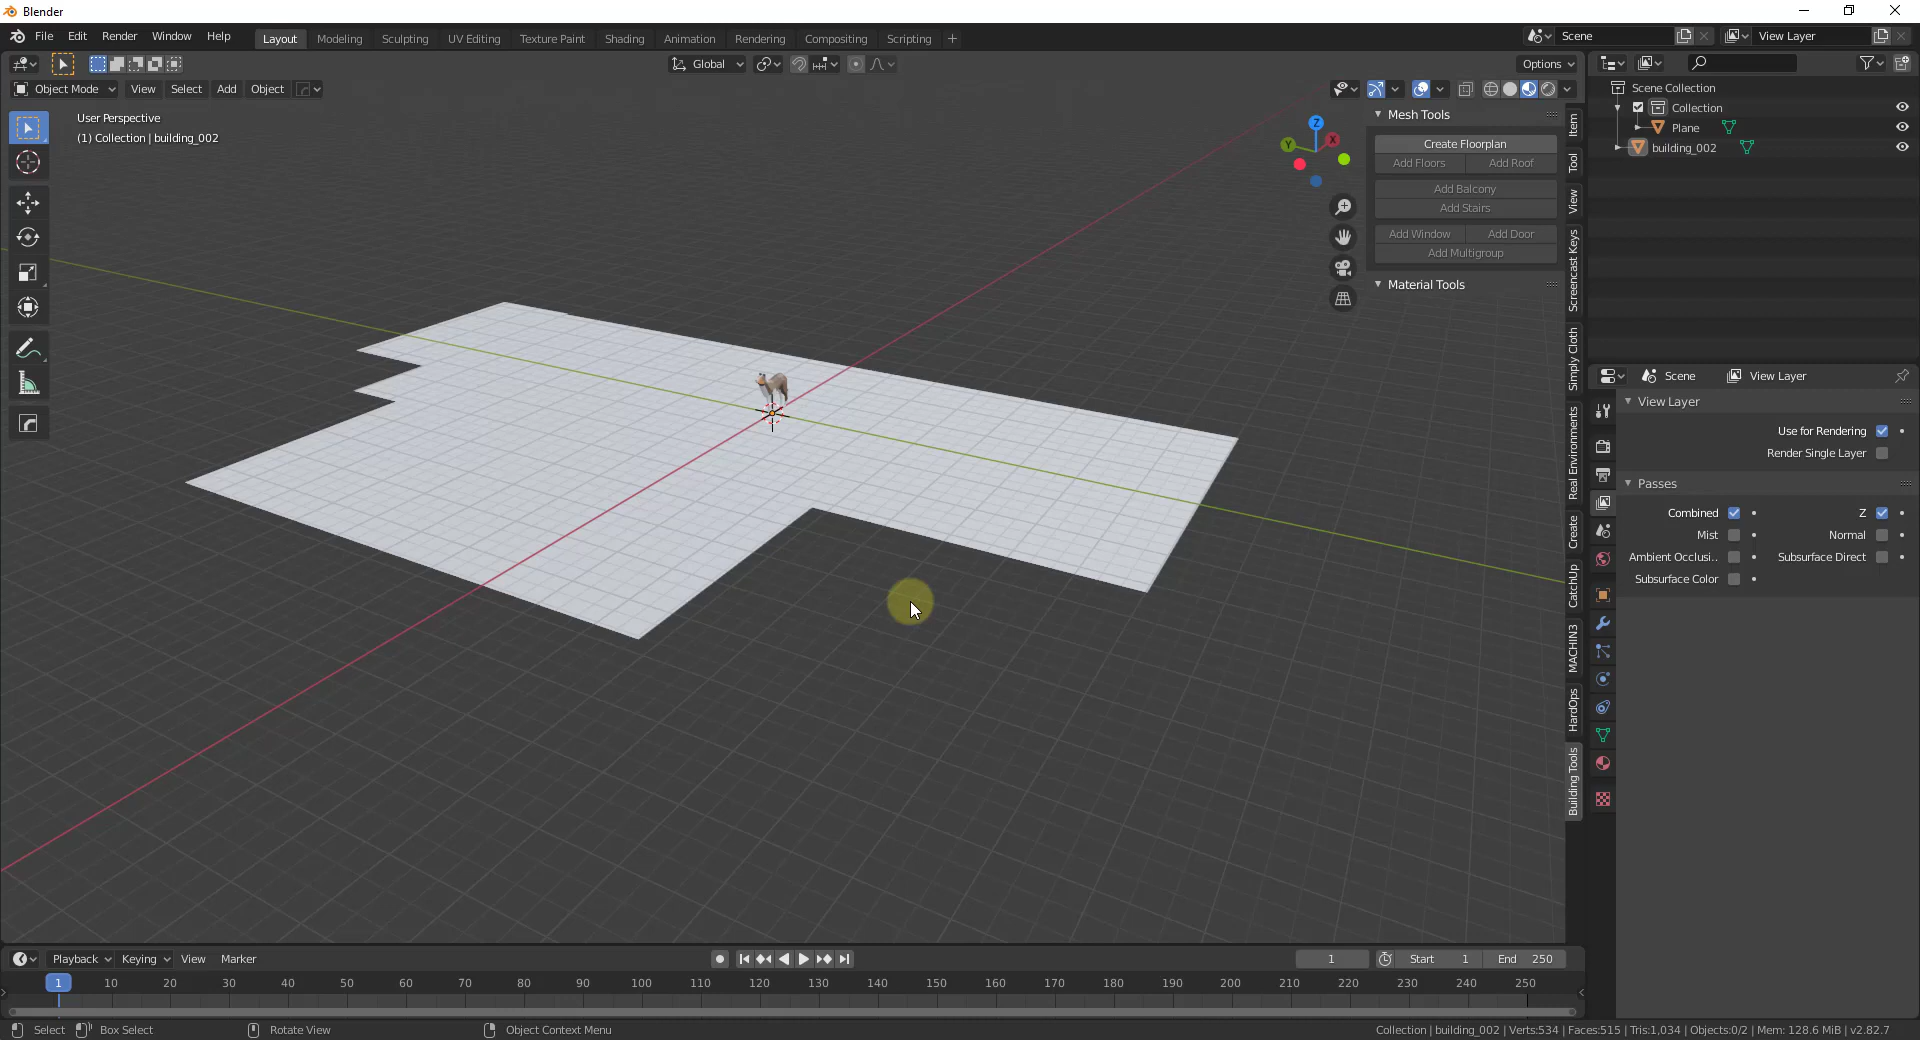 Blender
File Edit Render Window Help
Layout Modeling Sculpting UV Editing Texture Paint Shading Animation Rendering Compositing Scripting
Scene
View Layer
Global
Options
Object Mode View Select Add Object
User Perspective
(1) Collection | building_002
Mesh Tools
Create Floorplan
Add Floors Add Roof
Add Balcony
Add Stairs
Add Window Add Door
Add Multigroup
Material Tools
Z
Y
X
Item
Tool
View
Screencast Keys
Simply Cloth
Real Environments
Create
CatchUp
MACHIN3
HardOps
Building Tools
Scene Collection
Collection
Plane
building_002
Scene View Layer
View Layer
Use for Rendering
Render Single Layer
Passes
Combined Z
Mist Normal
Ambient Occlusi.. Subsurface Direct
Subsurface Color
Playback Keying View Marker
1 Start 1 End 250
1 10 20 30 40 50 60 70 80 90 100 110 120 130 140 150 160 170 180 190 200 210 220 230 240 250
Select Box Select Rotate View Object Context Menu
Collection | building_002 | Verts:534 | Faces:515 | Tris:1,034 | Objects:0/2 | Mem: 128.6 MiB | v2.82.7